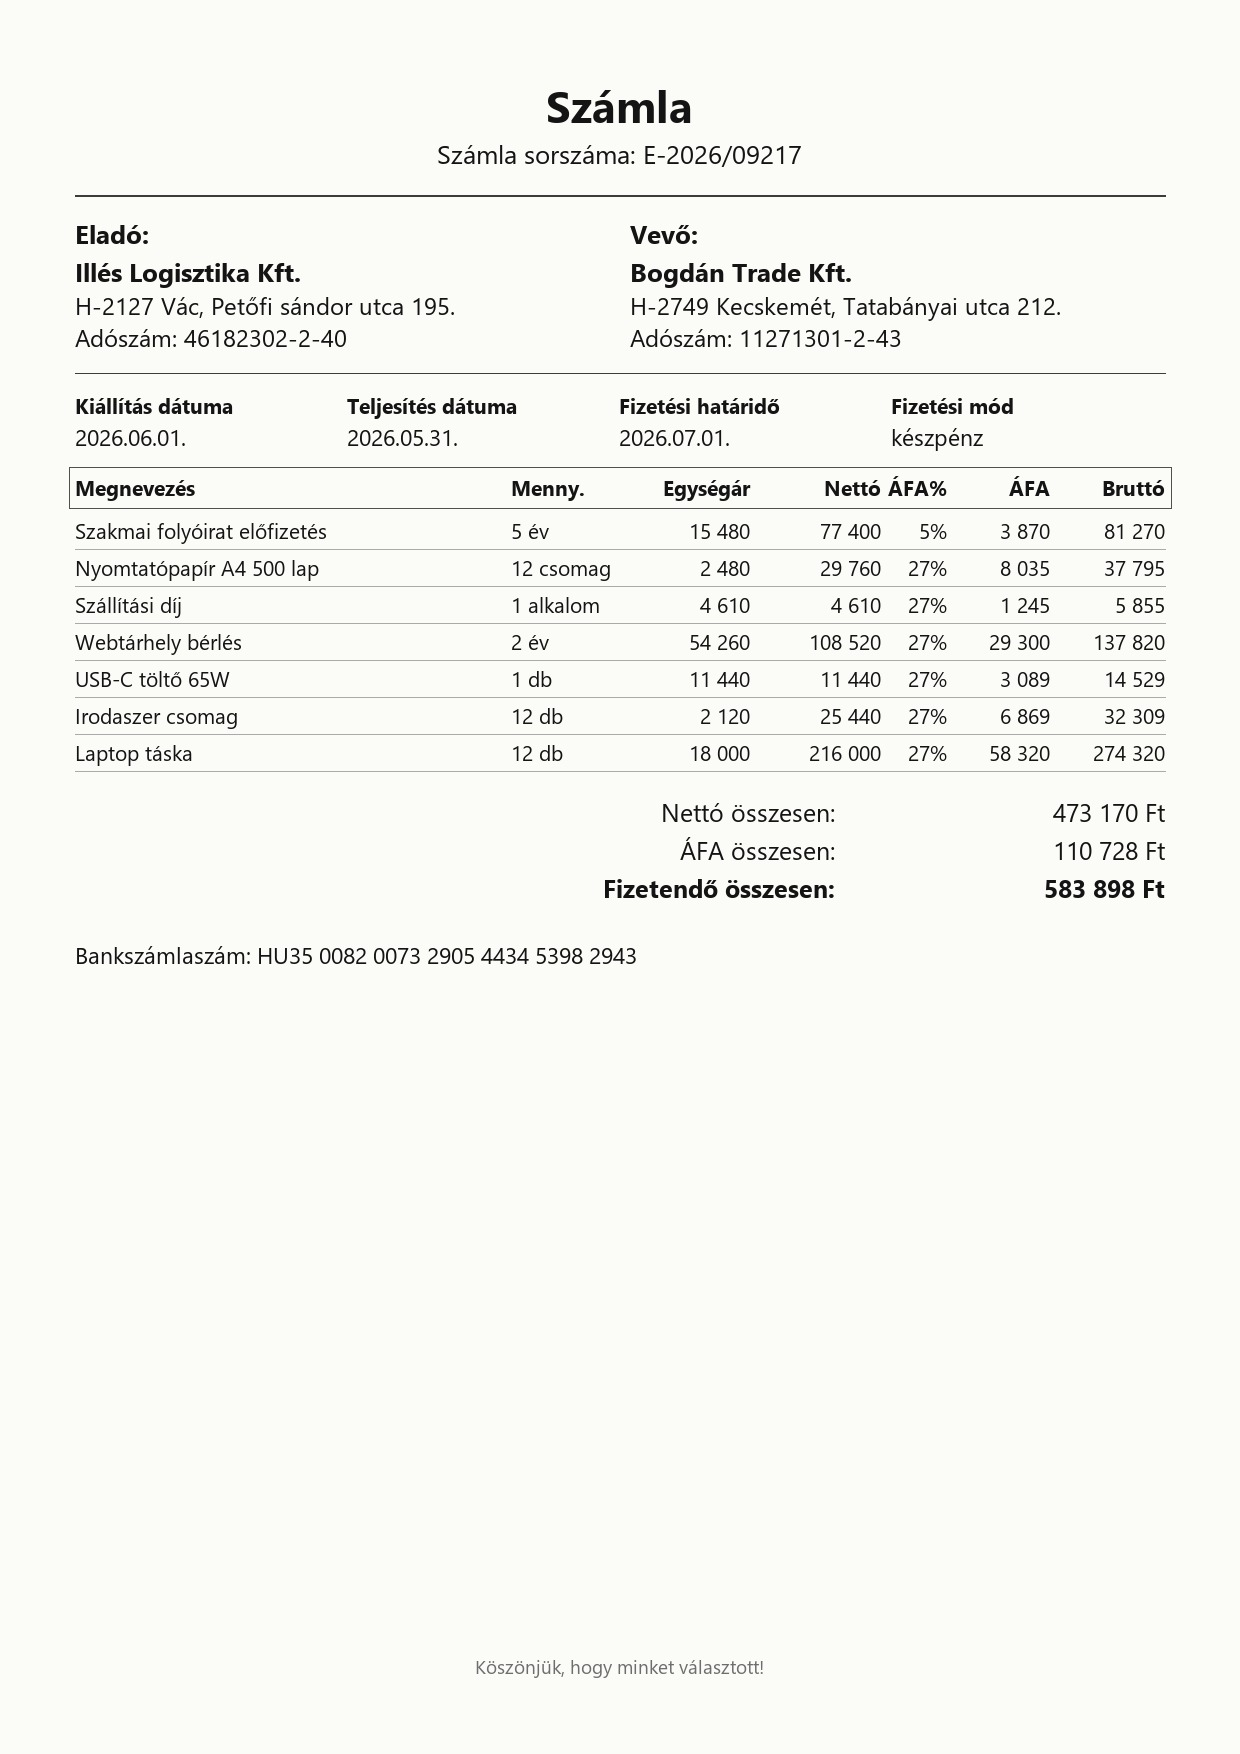 Számla
Számla sorszáma: E-2026/09217
Eladó:
Illés Logisztika Kft.
H-2127 Vác, Petőfi sándor utca 195.
Adószám: 46182302-2-40
Vevő:
Bogdán Trade Kft.
H-2749 Kecskemét, Tatabányai utca 212.
Adószám: 11271301-2-43
Kiállítás dátuma Teljesítés dátuma Fizetési határidő Fizetési mód
2026.06.01. 2026.05.31. 2026.07.01. készpénz
Megnevezés Menny. Egységár Nettó ÁFA% ÁFA Bruttó
Szakmai folyóirat előfizetés 5 év 15 480 77 400 5% 3 870 81 270
Nyomtatópapír A4 500 lap 12 csomag 2 480 29 760 27% 8 035 37 795
Szállítási díj 1 alkalom 4 610 4 610 27% 1 245 5 855
Webtárhely bérlés 2 év 54 260 108 520 27% 29 300 137 820
USB-C töltő 65W 1 db 11 440 11 440 27% 3 089 14 529
Irodaszer csomag 12 db 2 120 25 440 27% 6 869 32 309
Laptop táska 12 db 18 000 216 000 27% 58 320 274 320
Nettó összesen: 473 170 Ft
ÁFA összesen: 110 728 Ft
Fizetendő összesen: 583 898 Ft
Bankszámlaszám: HU35 0082 0073 2905 4434 5398 2943
Köszönjük, hogy minket választott!